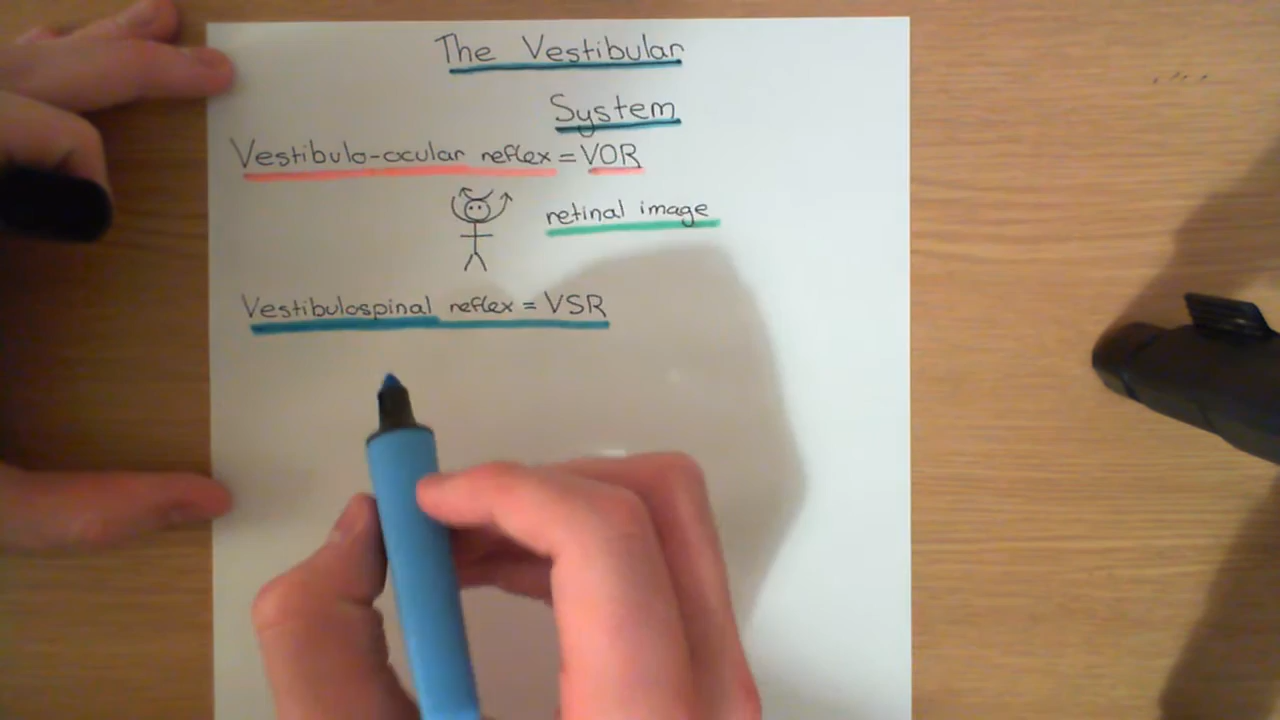 The Vestibular
System
Vestibulo-ocular reflex = VOR
retinal image
Vestibulospinal reflex = VSR